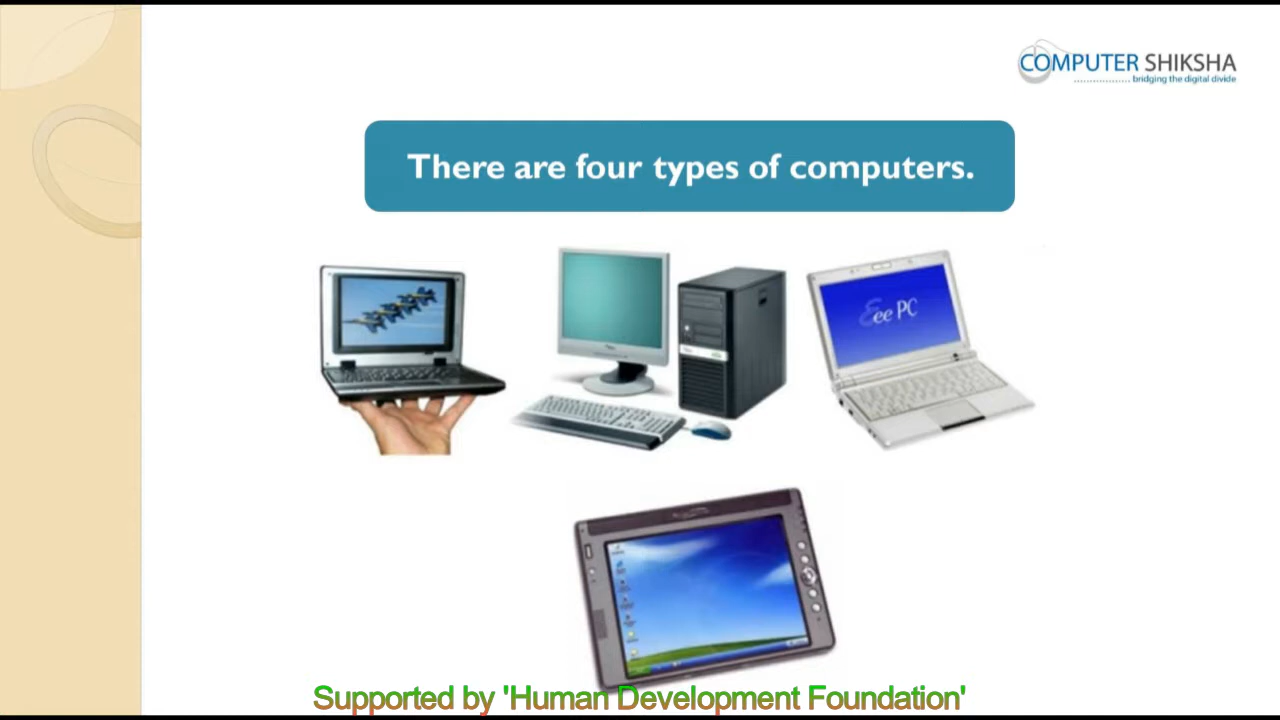 COMPUTER SHIKSHA
bridging the digital divide
There are four types of computers.
Eee PC
Supported by 'Human Development Foundation'